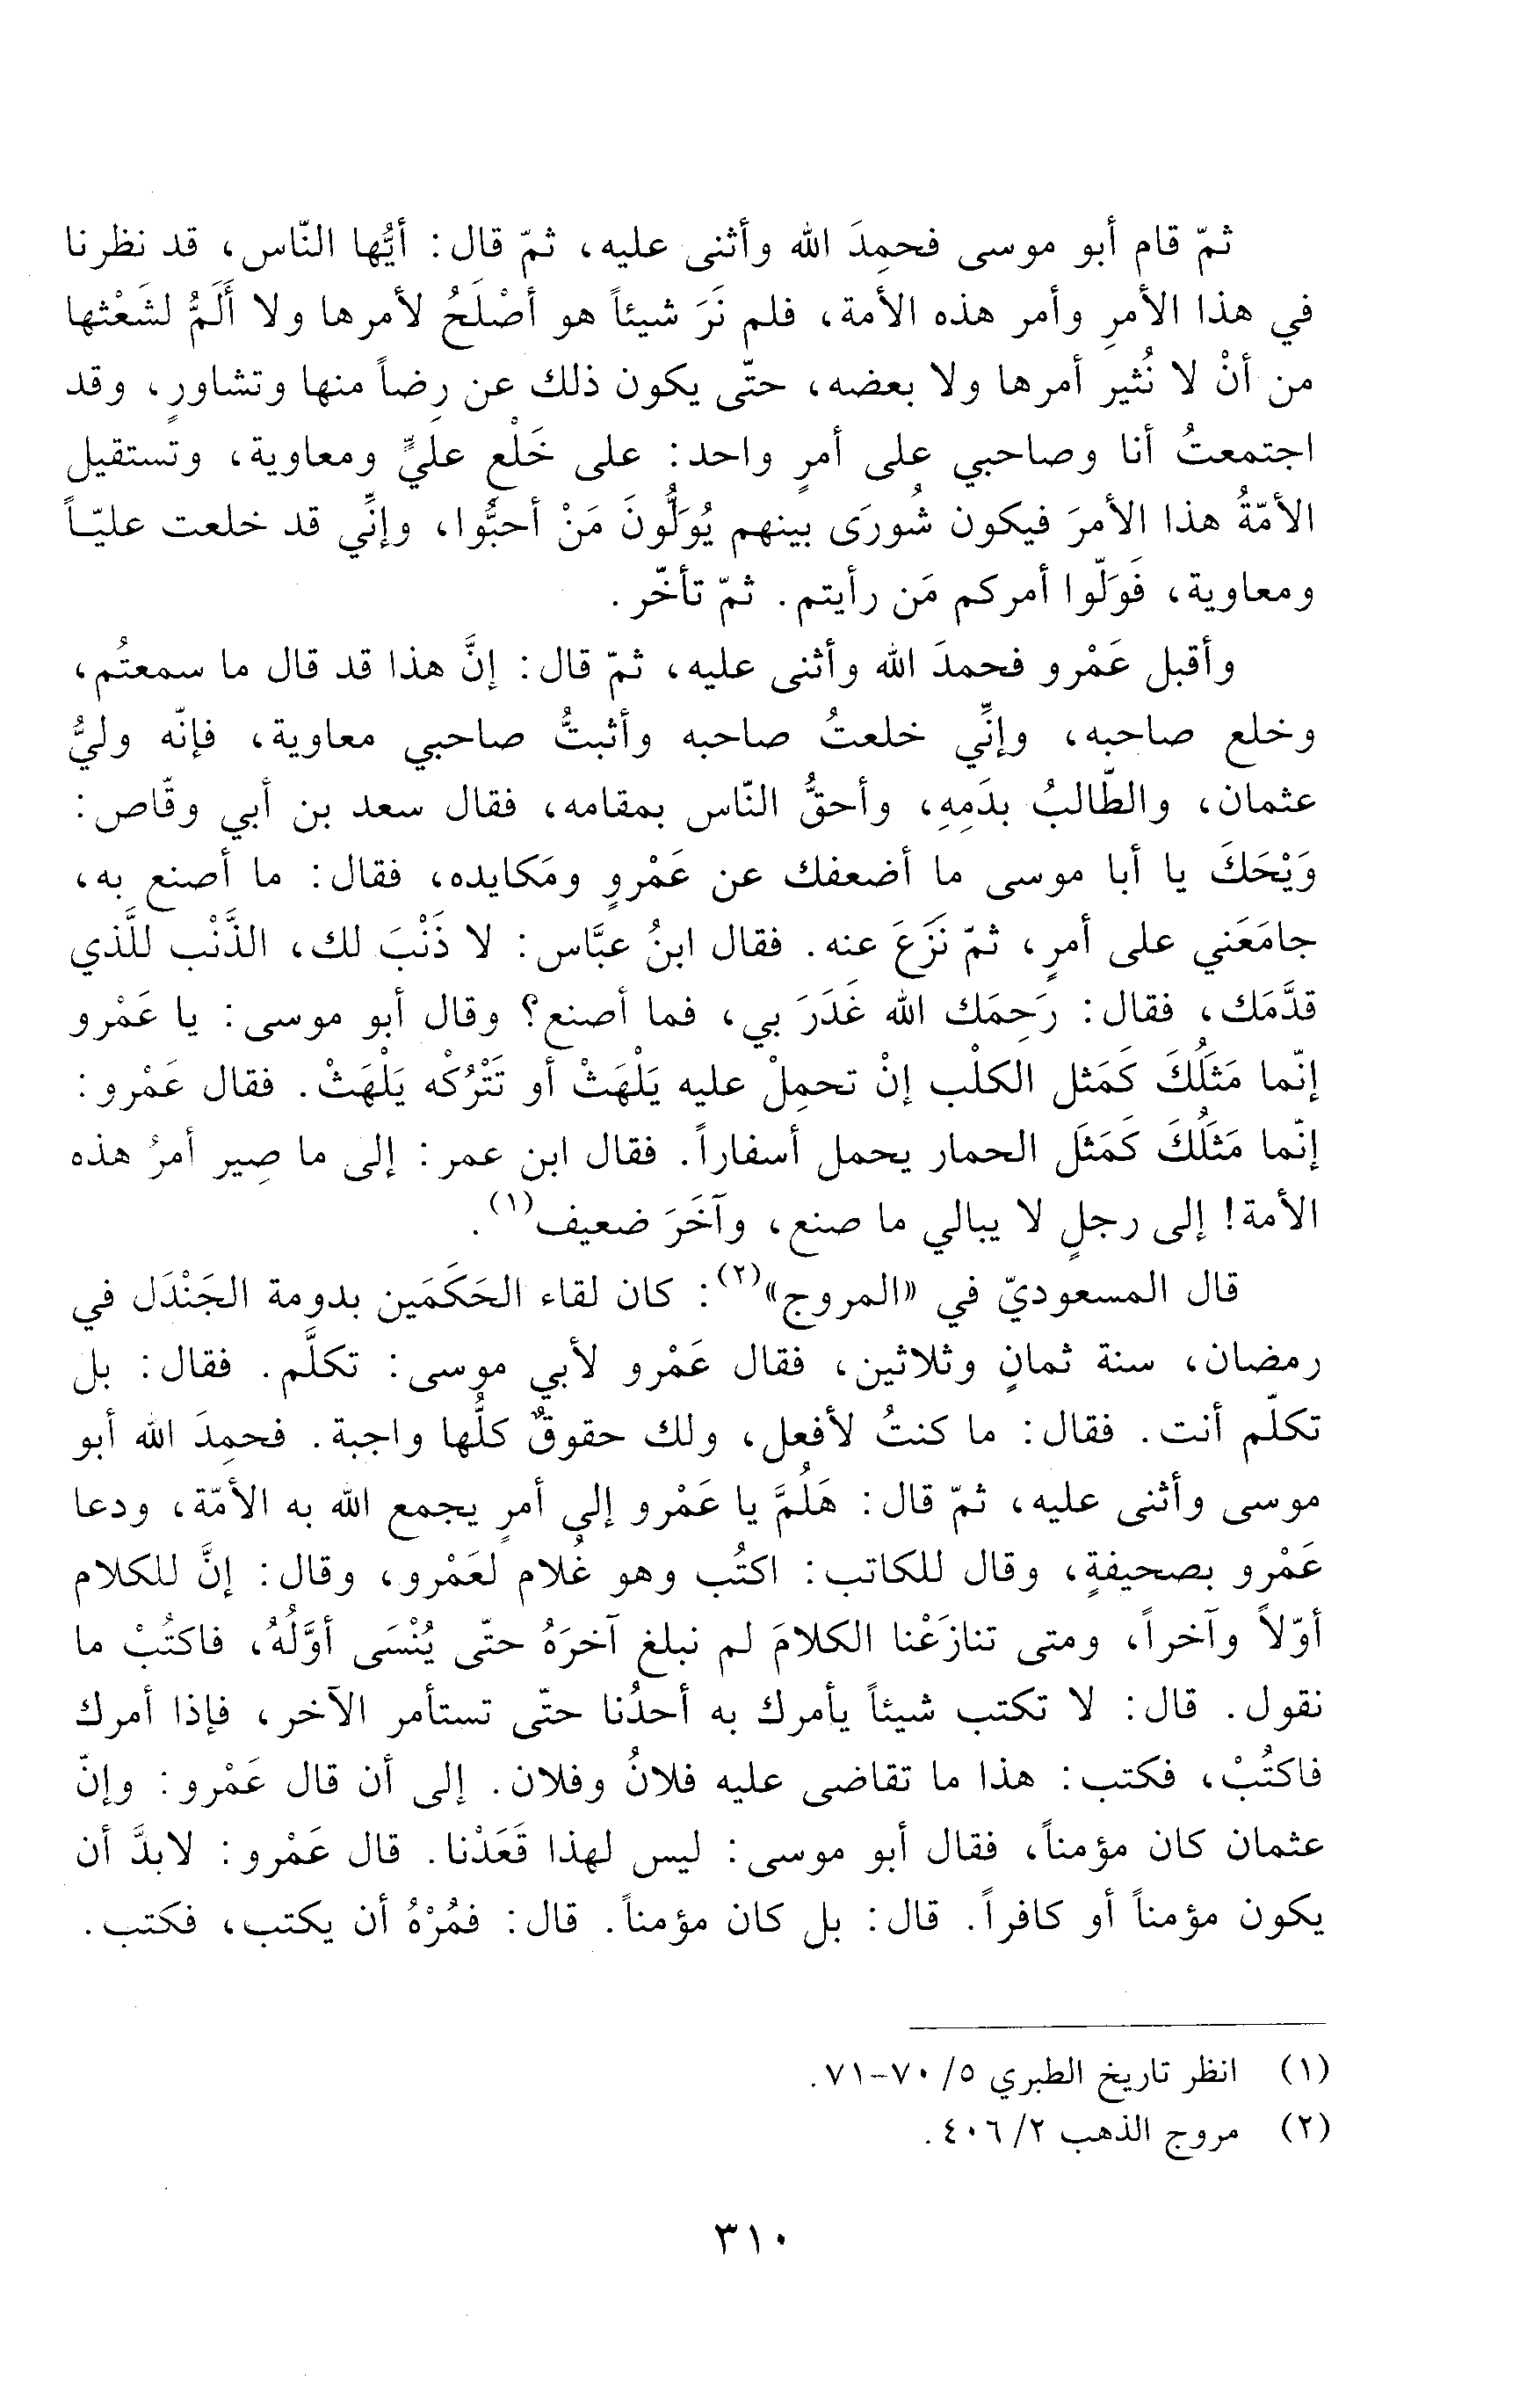 ثمّ قام أبو موسى فحمِدَ الله وأثنى عليه، ثمّ قال: أيُّها النّاس، قد نظرنا
في هذا الأمرِ وأمر هذه الأمة، فلم نَرَ شيئاً هو أصْلَحُ لأمرها ولا أَلَمُّ لشَعْثها
من أنْ لا نُثير أمرها ولا بعضه، حتّى يكون ذلك عن رِضاً منها وتشاورٍ، وقد
اجتمعتُ أنا وصاحبي على أمرٍ واحد: على خَلْعِ عليٍّ ومعاوية، وتستقيل
الأمّةُ هذا الأمرَ فيكون شُورَى بينهم يُوَلُّونَ مَنْ أحبُّوا، وإنِّي قد خلعت عليّاً
ومعاوية، فَوَلّوا أمركم مَن رأيتم. ثمّ تأخّر.
وأقبل عَمْرو فحمدَ الله وأثنى عليه، ثمّ قال: إنَّ هذا قد قال ما سمعتُم،
وخلع صاحبه، وإنِّي خلعتُ صاحبه وأثبتُّ صاحبي معاوية، فإنّه وليُّ
عثمان، والطّالبُ بدَمِهِ، وأحقُّ النّاس بمقامه، فقال سعد بن أبي وقّاص:
وَيْحَكَ يا أبا موسى ما أضعفك عن عَمْرٍو ومَكايده، فقال: ما أصنع به،
جامَعَني على أمرٍ، ثمّ نَزَعَ عنه. فقال ابنُ عبَّاس: لا ذَنْبَ لك، الذَّنْب للَّذي
قدَّمَك، فقال: رَحِمَك الله غَدَرَ بي، فما أصنع؟ وقال أبو موسى: يا عَمْرو
إنّما مَثَلُكَ كَمَثل الكلْب إنْ تحمِلْ عليه يَلْهَثْ أو تَتْرُكْه يَلْهَثْ. فقال عَمْرو:
إنّما مَثَلُكَ كَمَثَل الحمار يحمل أسفاراً. فقال ابن عمر: إلى ما صِير أمرُ هذه
الأمة! إلى رجلٍ لا يبالي ما صنع، وآخَرَ ضعيف(١).
قال المسعوديّ في «المروج»(٢): كان لقاء الحَكَمَين بدومة الجَنْدَل في
رمضان، سنة ثمانٍ وثلاثين، فقال عَمْرو لأبي موسى: تكلَّم. فقال: بل
تكلّم أنت. فقال: ما كنتُ لأفعل، ولك حقوقٌ كلُّها واجبة. فحمِدَ الله أبو
موسى وأثنى عليه، ثمّ قال: هَلُمَّ يا عَمْرو إلى أمرٍ يجمع الله به الأمّة، ودعا
عَمْرو بصحيفةٍ، وقال للكاتب: اكتُب وهو غُلام لعَمْرو، وقال: إنَّ للكلام
أوّلاً وآخراً، ومتى تنازَعْنا الكلامَ لم نبلغ آخرَهُ حتّى يُنْسَى أوَّلُهُ، فاكتُبْ ما
نقول. قال: لا تكتب شيئاً يأمرك به أحدُنا حتّى تستأمر الآخر، فإذا أمرك
فاكتُبْ، فكتب: هذا ما تقاضى عليه فلانُ وفلان. إلى أن قال عَمْرو: وإنّ
عثمان كان مؤمناً، فقال أبو موسى: ليس لهذا قَعَدْنا. قال عَمْرو: لابدَّ أن
يكون مؤمناً أو كافراً. قال: بل كان مؤمناً. قال: فمُرْهُ أن يكتب، فكتب.
(١) انظر تاريخ الطبري ٥/ ٧٠-٧١.
(٢) مروج الذهب ٢/ ٤٠٦.
٣١٠